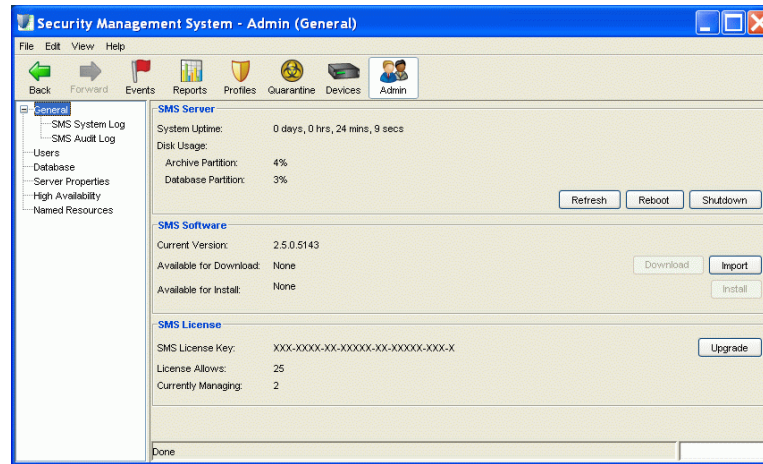 Security Management System - Admin (General)
File Edit View Help
Back Forward Events Reports Profiles Quarantine Devices Admin
General
SMS System Log
SMS Audit Log
Users
Database
Server Properties
High Availability
Named Resources
SMS Server
System Uptime: 0 days, 0 hrs, 24 mins, 9 secs
Disk Usage:
Archive Partition: 4%
Database Partition: 3%
Refresh Reboot Shutdown
SMS Software
Current Version: 2.5.0.5143
Available for Download: None Download Import
Available for Install: None Install
SMS License
SMS License Key: XXX-XXXX-XX-XXXXX-XX-XXXXX-XXX-X Upgrade
License Allows: 25
Currently Managing: 2
Done